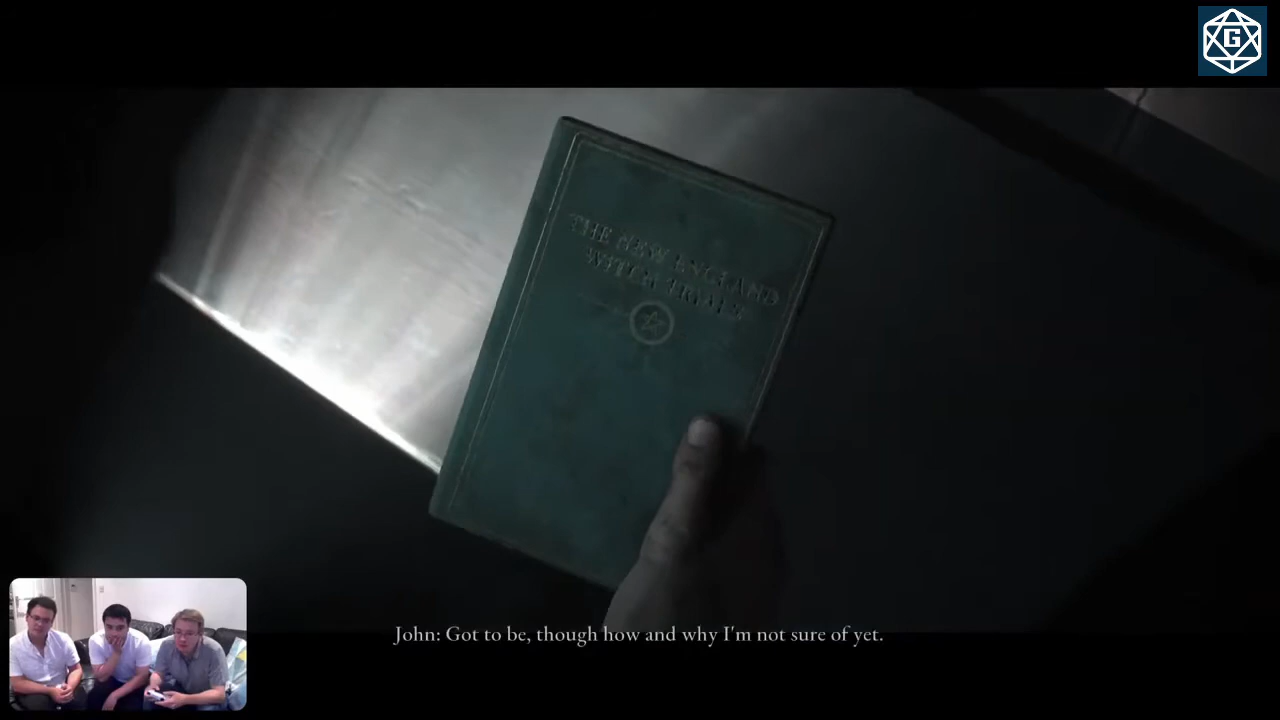 G
THE NEW ENGLAND
WITCH TRIALS
John: Got to be, though how and why I'm not sure of yet.